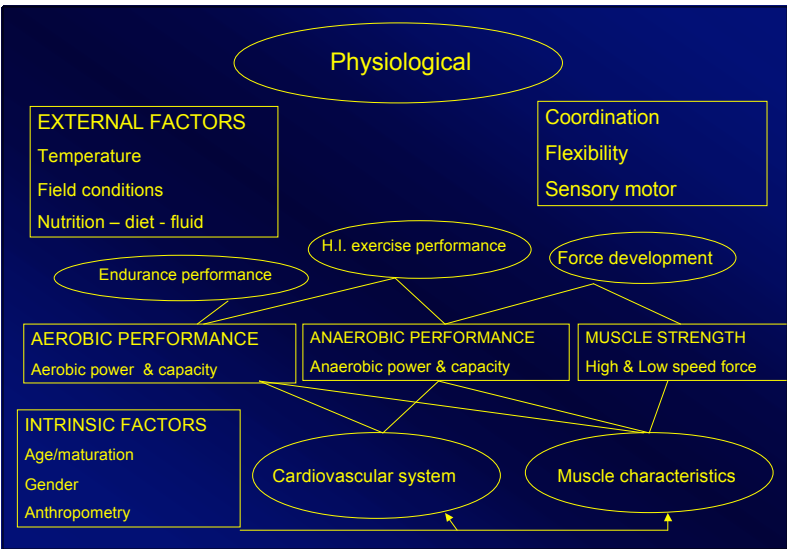 Physiological
EXTERNAL FACTORS
Temperature
Field conditions
Nutrition – diet - fluid
Coordination
Flexibility
Sensory motor
H.I. exercise performance
Endurance performance
Force development
AEROBIC PERFORMANCE
Aerobic power & capacity
ANAEROBIC PERFORMANCE
Anaerobic power & capacity
MUSCLE STRENGTH
High & Low speed force
INTRINSIC FACTORS
Age/maturation
Gender
Anthropometry
Cardiovascular system
Muscle characteristics